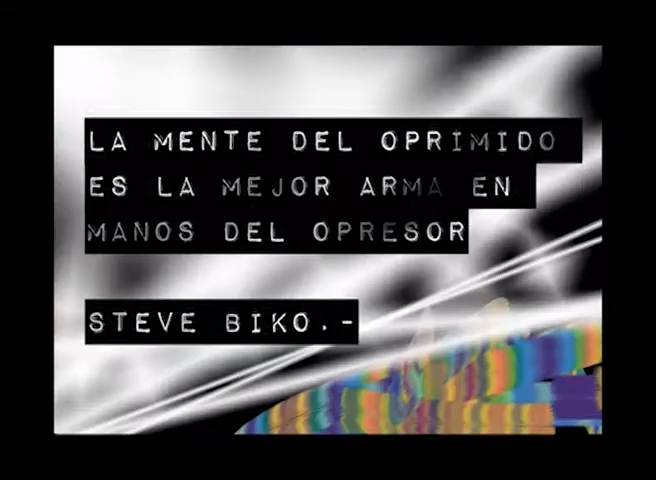 LA MENTE DEL OPRIMIDO
ES LA MEJOR ARMA EN
MANOS DEL OPRESOR
STEVE BIKO.-